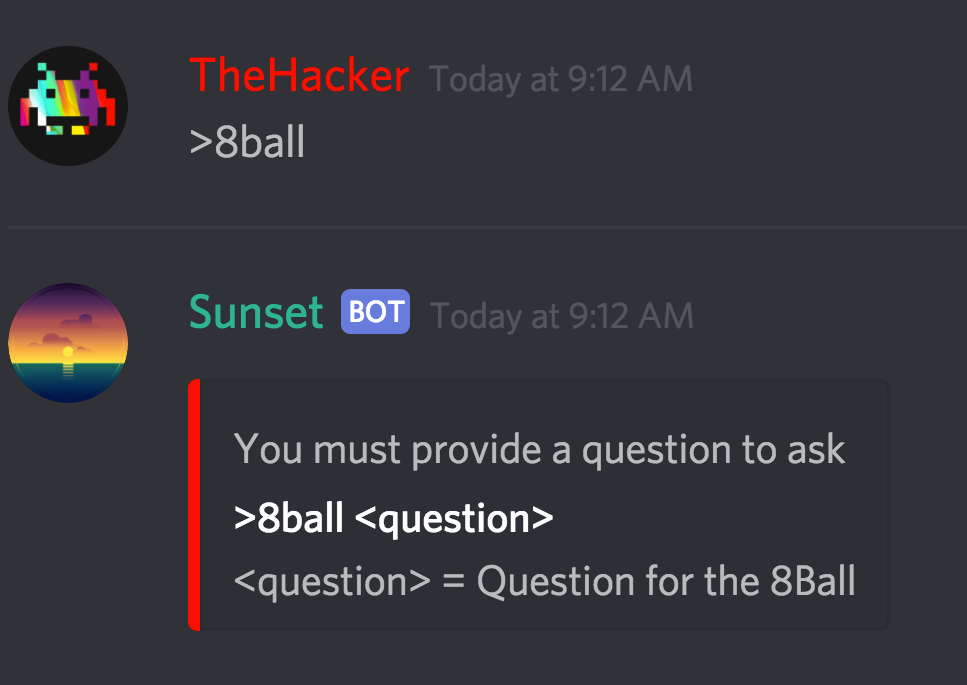 TheHacker Today at 9:12 AM
>8ball
Sunset BOT Today at 9:12 AM
You must provide a question to ask
>8ball <question>
<question> = Question for the 8Ball